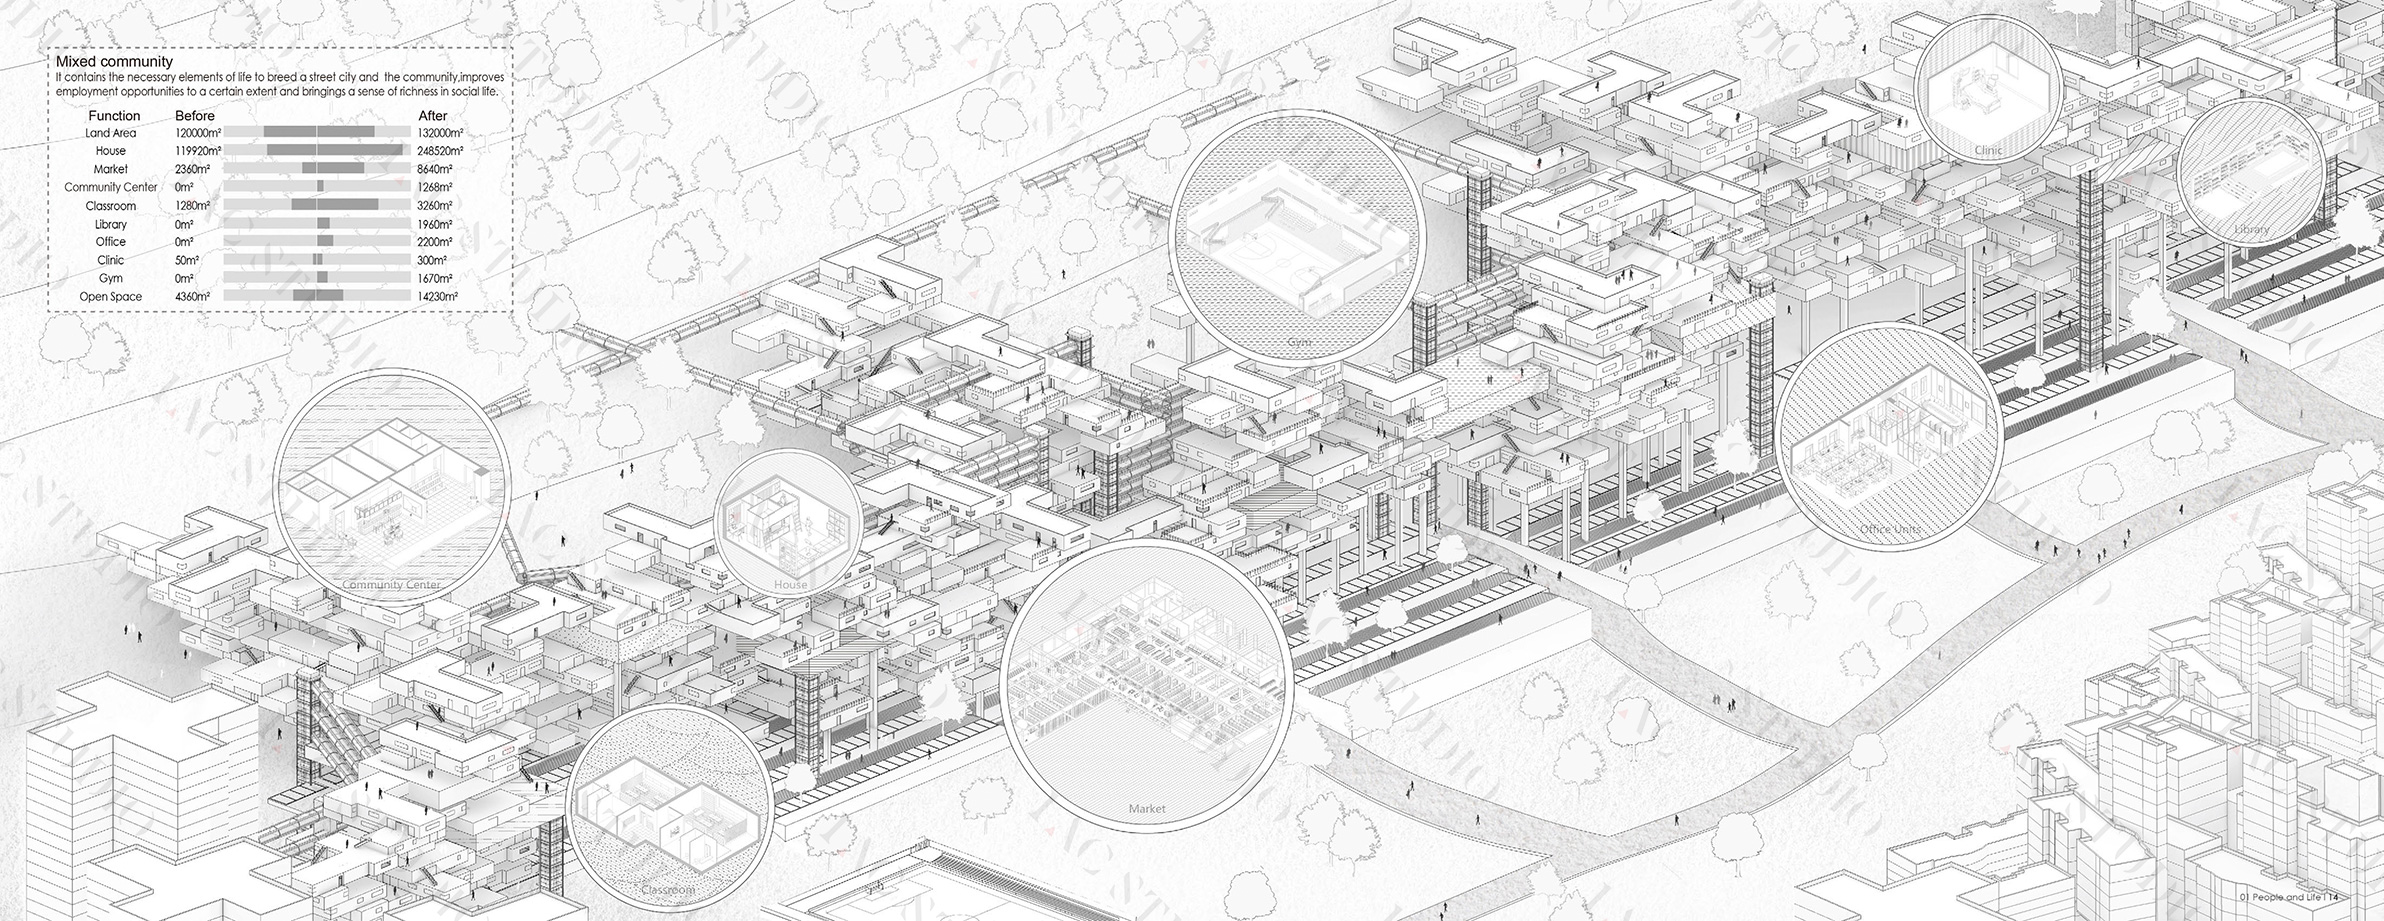 Mixed community
It contains the necessary elements of life to breed a street city and the community,improves
employment opportunities to a certain extent and bringings a sense of richness in social life.
Function Before After
Land Area 120000m² 132000m²
House 119920m² 248520m²
Market 2360m² 8640m²
Community Center 0m² 1268m²
Classroom 1280m² 3260m²
Library 0m² 1960m²
Office 0m² 2200m²
Clinic 50m² 300m²
Gym 0m² 1670m²
Open Space 4360m² 14230m²
Clinic
Library
Gym
Office Units
Community Center
House
Market
Classroom
01 People and Life | 14